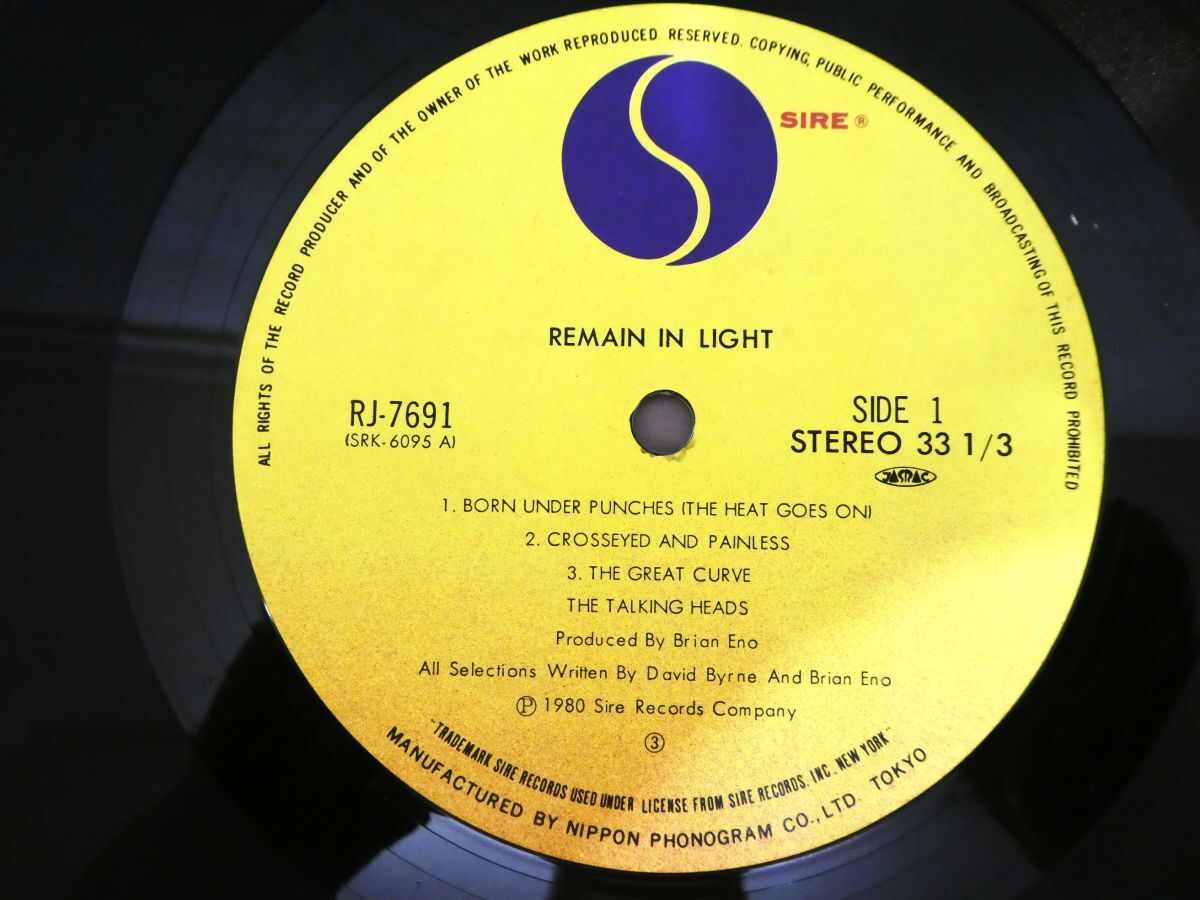 ALL RIGHTS OF THE RECORD PRODUCER AND OF THE OWNER OF THE WORK REPRODUCED RESERVED. COPYING, PUBLIC PERFORMANCE AND BROADCASTING OF THIS RECORD PROHIBITED
SIRE ®
REMAIN IN LIGHT
RJ-7691
(SRK-6095 A)
SIDE 1
STEREO 33 1/3
JASRAC
1. BORN UNDER PUNCHES (THE HEAT GOES ON)
2. CROSSEYED AND PAINLESS
3. THE GREAT CURVE
THE TALKING HEADS
Produced By Brian Eno
All Selections Written By David Byrne And Brian Eno
Ⓟ 1980 Sire Records Company
③
"TRADEMARK SIRE RECORDS USED UNDER LICENSE FROM SIRE RECORDS, INC., NEW YORK"
MANUFACTURED BY NIPPON PHONOGRAM CO., LTD. TOKYO